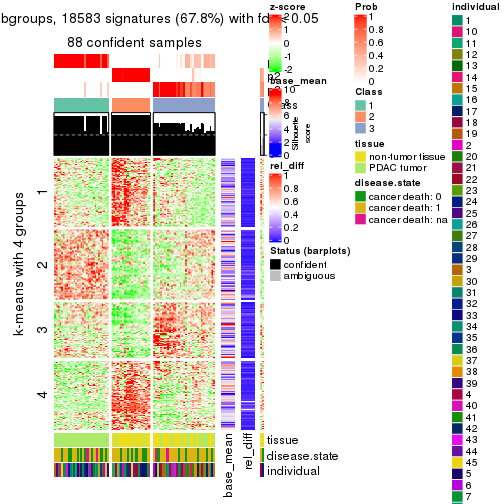 bgroups, 18583 signatures (67.8%) with fd
0.05
88 confident samples
k-means with 4 groups
1
2
3
4
Silhouette
score
base_mean
rel_diff
tissue
disease.state
individual
z-score
2
1
0
-1
-2
base_mean
10
8
6
4
2
0
rel_diff
1
0.5
0
Status (barplots)
confident
ambiguous
Prob
1
0.8
0.6
0.4
0.2
0
Class
1
2
3
tissue
non-tumor tissue
PDAC tumor
disease.state
cancer death: 0
cancer death: 1
cancer death: na
individual
1
10
11
12
13
14
15
16
17
18
19
2
20
21
22
23
24
25
26
27
28
29
3
30
31
32
33
34
35
36
37
38
39
4
40
41
42
43
44
45
5
6
7